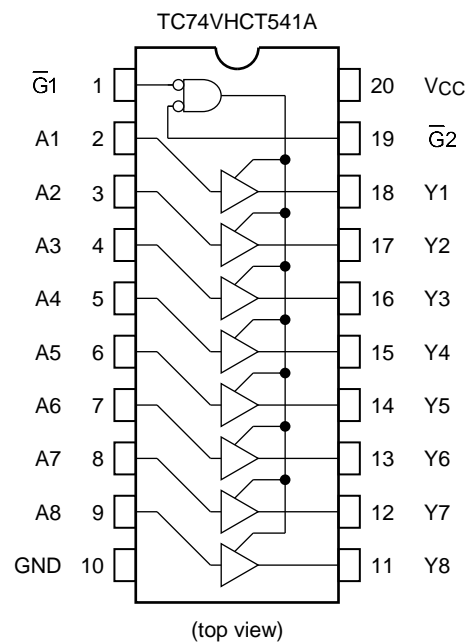 TC74VHCT541A
G̅1 1 20 VCC
A1 2 19 G̅2
A2 3 18 Y1
A3 4 17 Y2
A4 5 16 Y3
A5 6 15 Y4
A6 7 14 Y5
A7 8 13 Y6
A8 9 12 Y7
GND 10 11 Y8
(top view)